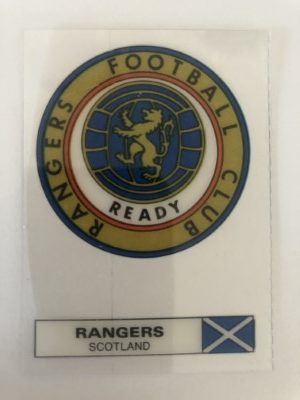 RANGERS FOOTBALL CLUB
READY
RANGERS
SCOTLAND